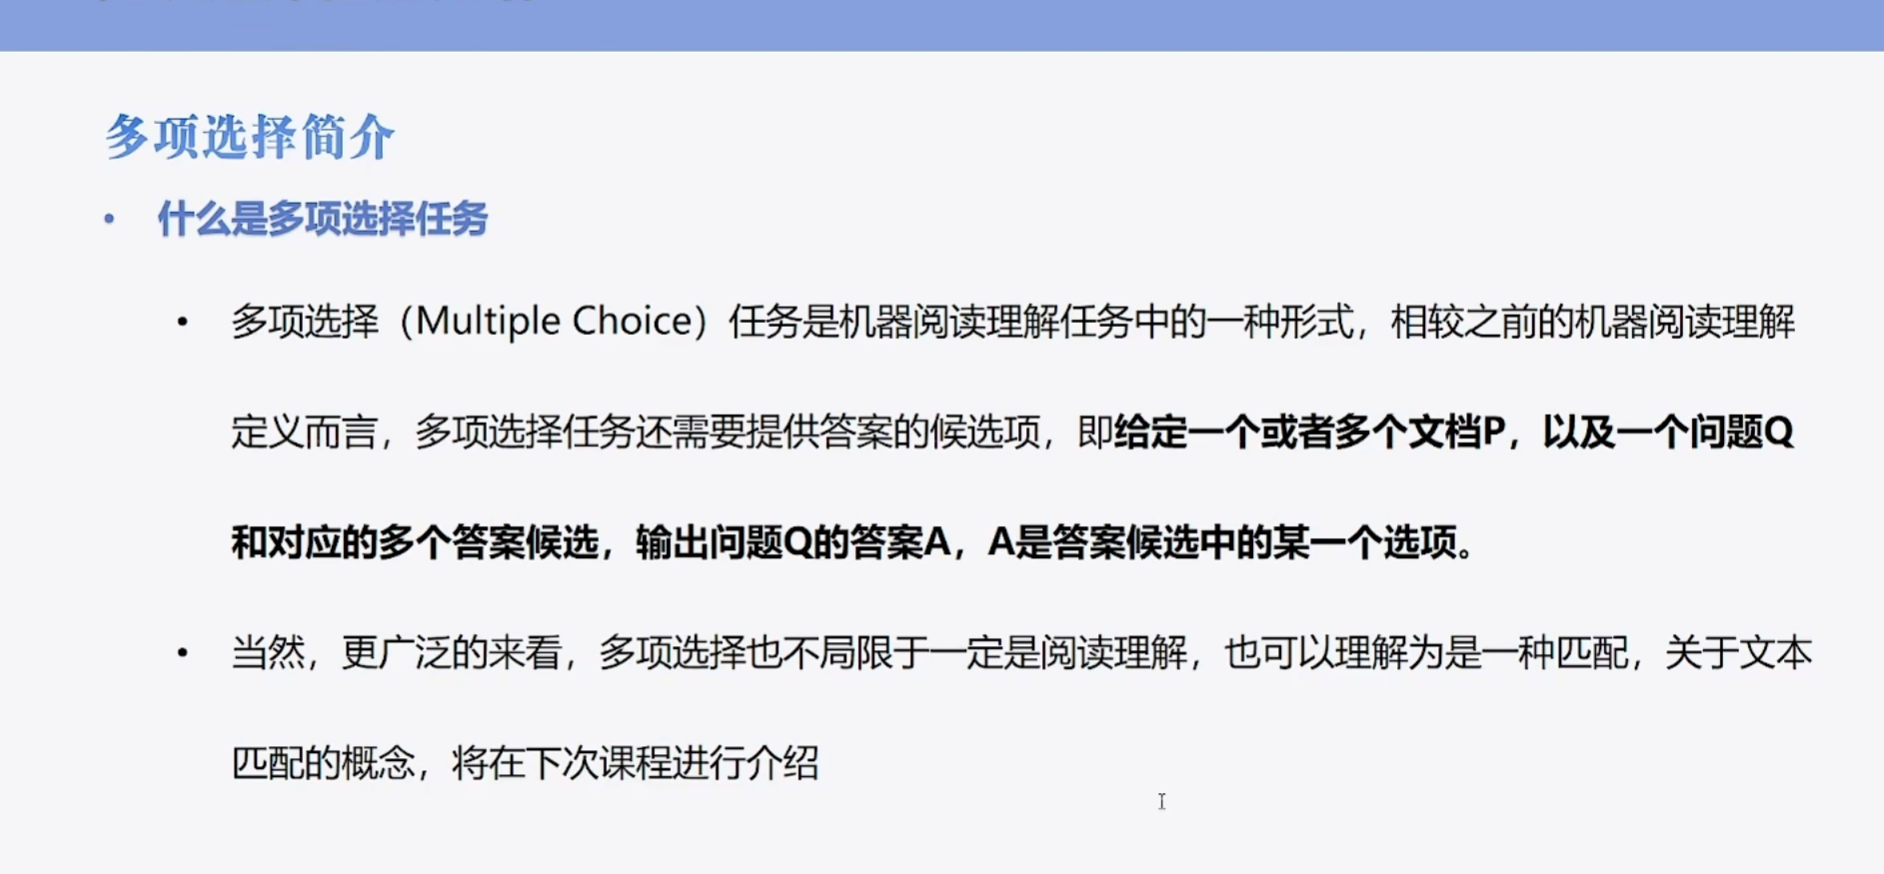 多项选择简介
• 什么是多项选择任务
• 多项选择（Multiple Choice）任务是机器阅读理解任务中的一种形式，相较之前的机器阅读理解
定义而言，多项选择任务还需要提供答案的候选项，即给定一个或者多个文档P，以及一个问题Q
和对应的多个答案候选，输出问题Q的答案A，A是答案候选中的某一个选项。
• 当然，更广泛的来看，多项选择也不局限于一定是阅读理解，也可以理解为是一种匹配，关于文本
匹配的概念，将在下次课程进行介绍